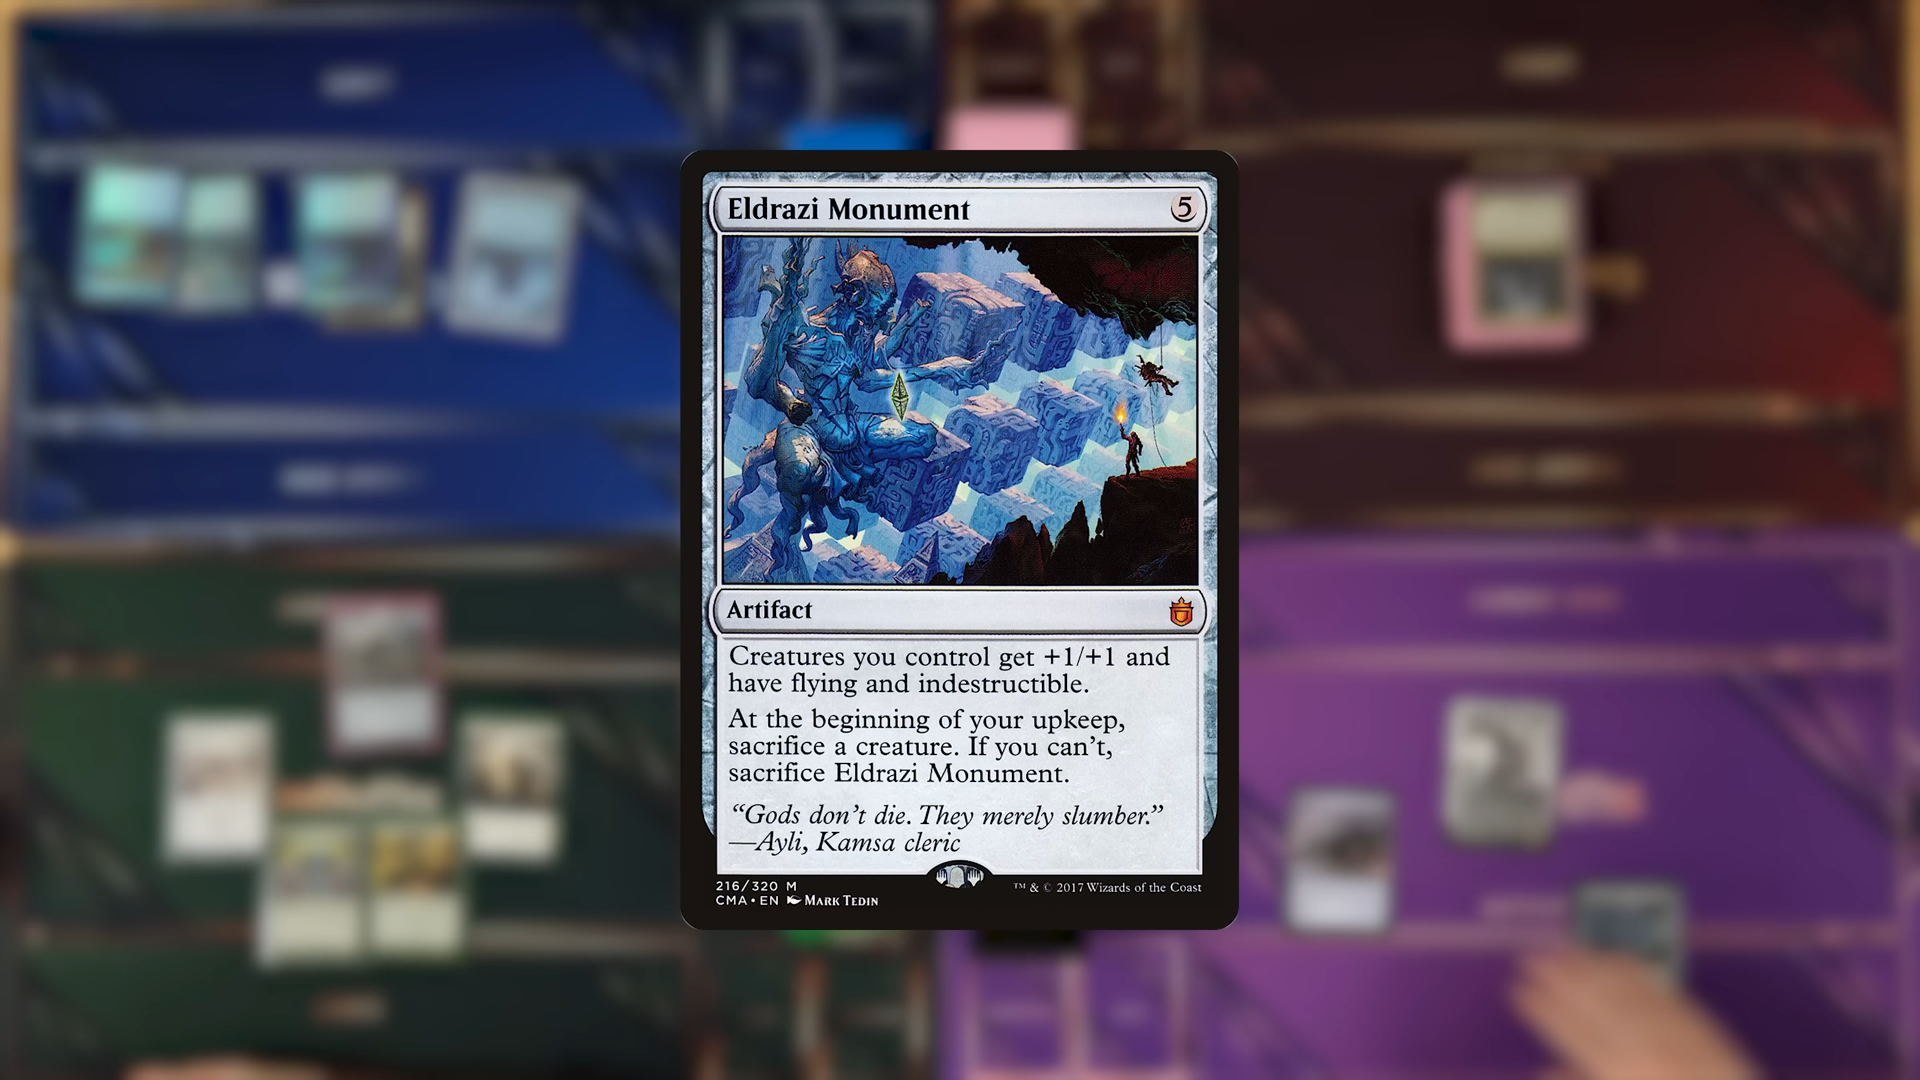 Eldrazi Monument 5
Artifact
Creatures you control get +1/+1 and
have flying and indestructible.
At the beginning of your upkeep,
sacrifice a creature. If you can't,
sacrifice Eldrazi Monument.
“Gods don't die. They merely slumber.”
—Ayli, Kamsa cleric
216/320 M
CMA • EN Mark Tedin
™ & © 2017 Wizards of the Coast